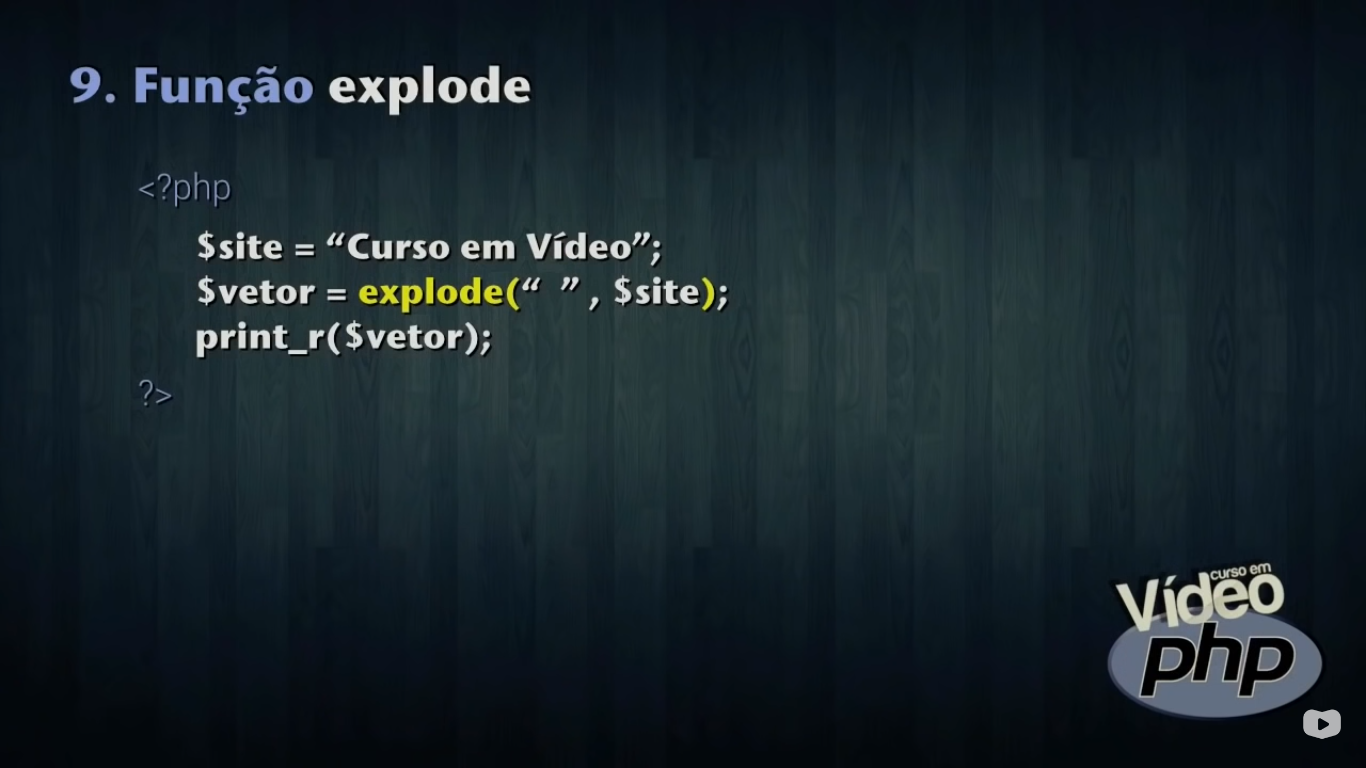 9. Função explode
<?php
$site = “Curso em Vídeo”;
$vetor = explode(“ ” , $site);
print_r($vetor);
?>
curso em
Vídeo
php